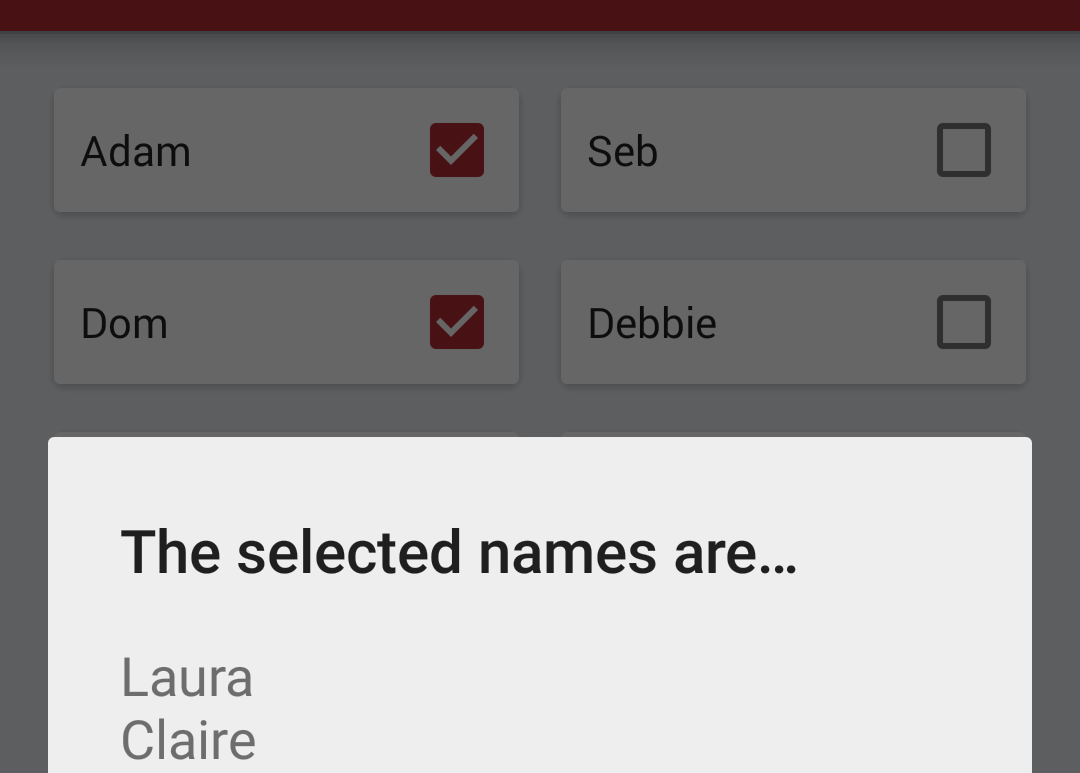 Adam
Seb
Dom
Debbie
The selected names are…
Laura
Claire